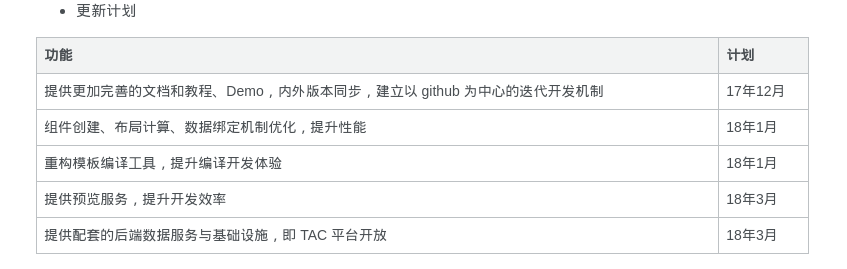 更新计划
功能 计划
提供更加完善的文档和教程、Demo，内外版本同步，建立以 github 为中心的迭代开发机制 17年12月
组件创建、布局计算、数据绑定机制优化，提升性能 18年1月
重构模板编译工具，提升编译开发体验 18年1月
提供预览服务，提升开发效率 18年3月
提供配套的后端数据服务与基础设施，即 TAC 平台开放 18年3月